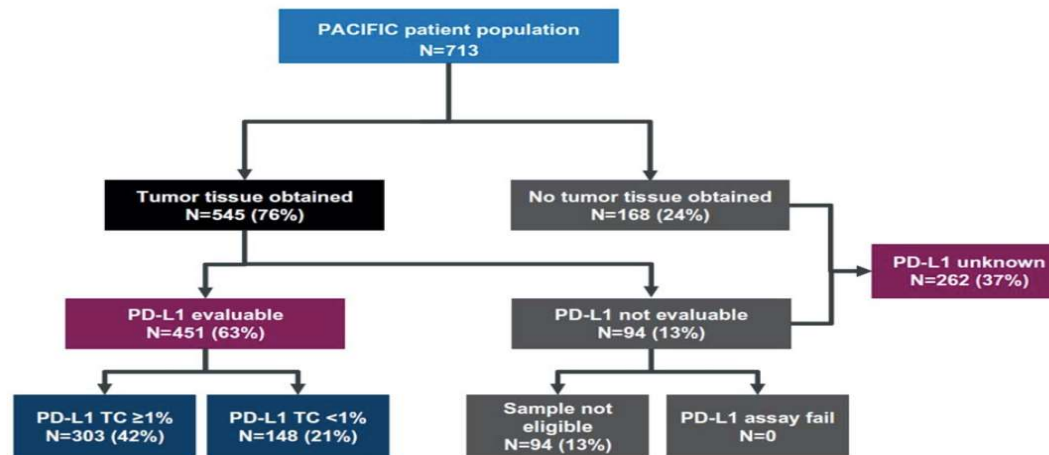 PACIFIC patient population
N=713
Tumor tissue obtained
N=545 (76%)
No tumor tissue obtained
N=168 (24%)
PD-L1 unknown
N=262 (37%)
PD-L1 evaluable
N=451 (63%)
PD-L1 not evaluable
N=94 (13%)
PD-L1 TC ≥1%
N=303 (42%)
PD-L1 TC <1%
N=148 (21%)
Sample not
eligible
N=94 (13%)
PD-L1 assay fail
N=0